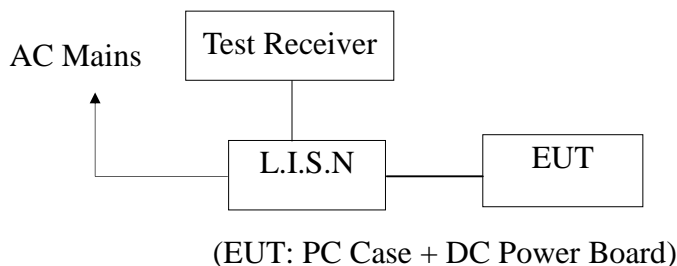 Test Receiver
AC Mains
L.I.S.N
EUT
(EUT: PC Case + DC Power Board)